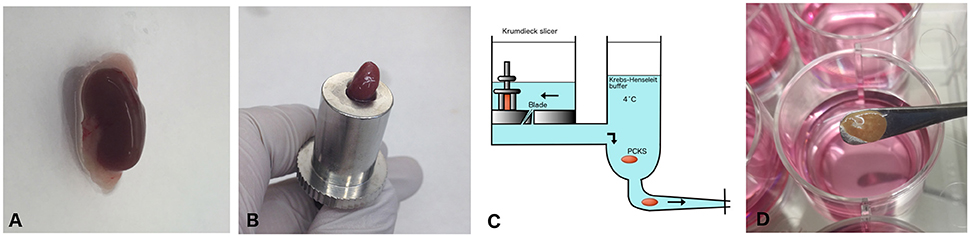 A
B
Krumdieck slicer
Krebs-Henseleit
buffer
4˚C
Blade
PCKS
C
D